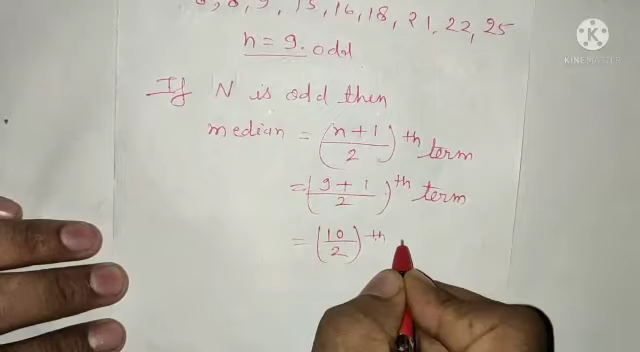 8, 9, 15, 16, 18, 21, 22, 25
n = 9. odd
If N is odd then
median = (n+1/2)th term
= (9+1/2)th term
= (10/2)th
KINEMASTER